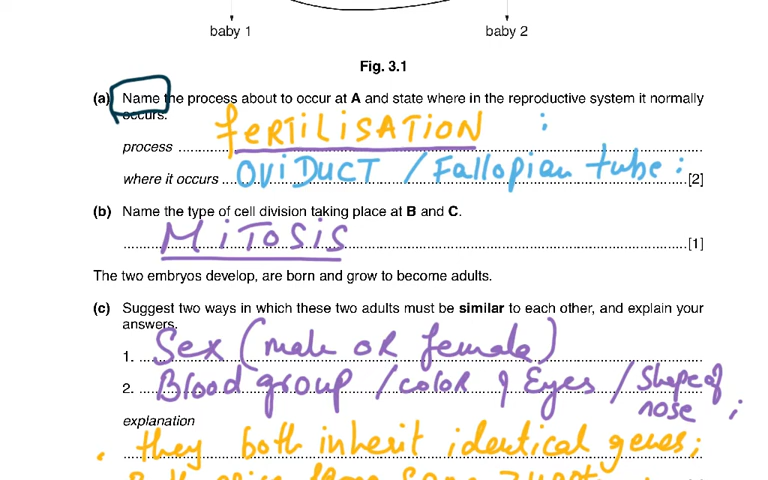 baby 1 baby 2
Fig. 3.1
(a) Name the process about to occur at A and state where in the reproductive system it normally
occurs.
process FERTILISATION ;
where it occurs OVIDUCT / Fallopian tube ; [2]
(b) Name the type of cell division taking place at B and C.
MITOSIS [1]
The two embryos develop, are born and grow to become adults.
(c) Suggest two ways in which these two adults must be similar to each other, and explain your
answers.
1. Sex (male OR female)
2. Blood group / color of Eyes / Shape of
nose ;
explanation
. they both inherit identical genes ;
from same